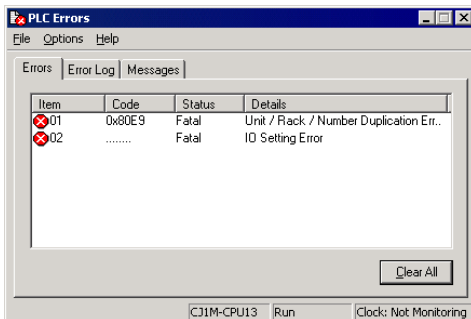 PLC Errors
File Options Help
Errors Error Log Messages
Item Code Status Details
01 0x80E9 Fatal Unit / Rack / Number Duplication Err..
02 ........ Fatal IO Setting Error
Clear All
CJ1M-CPU13 Run Clock: Not Monitoring